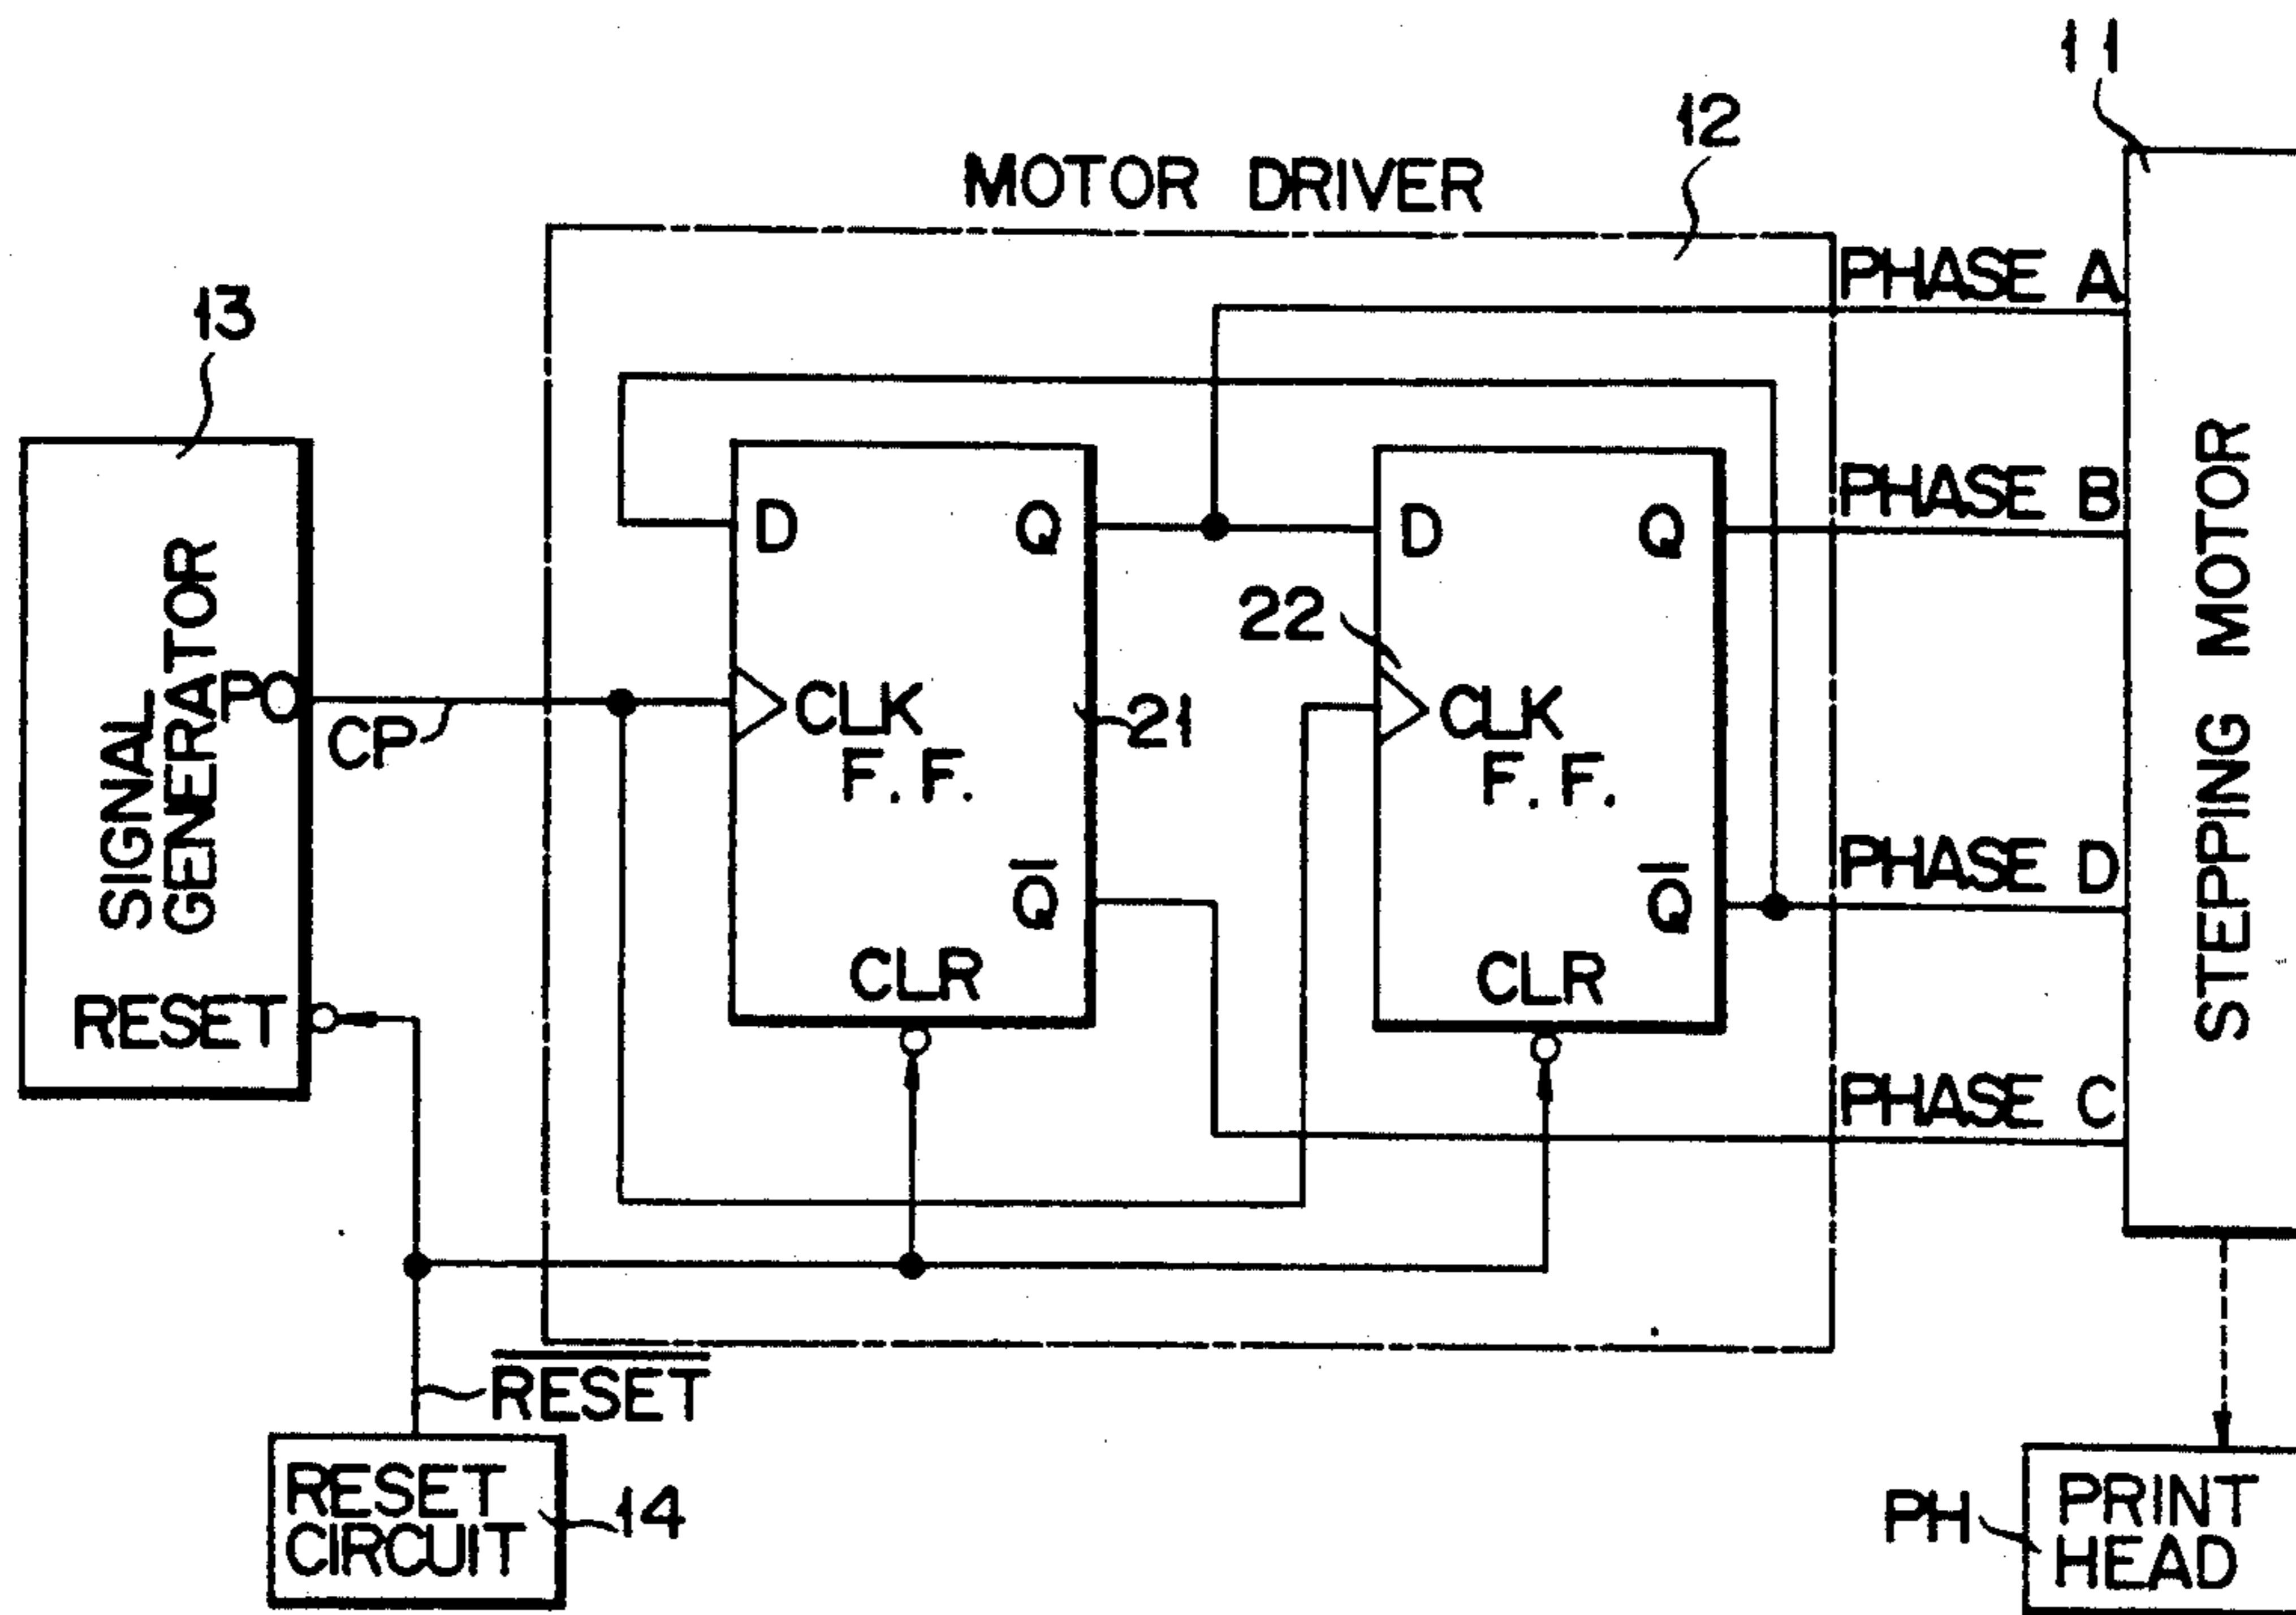 11
12
MOTOR DRIVER
PHASE A
13
D
Q
D
Q
PHASE B
22
SIGNAL
GENERATOR
PO
CP
CLK
F. F.
21
CLK
F. F.
STEPPING MOTOR
Q̅
Q̅
PHASE D
CLR
CLR
RESET
PHASE C
R̅E̅S̅E̅T̅
RESET
CIRCUIT
14
PH
PRINT
HEAD